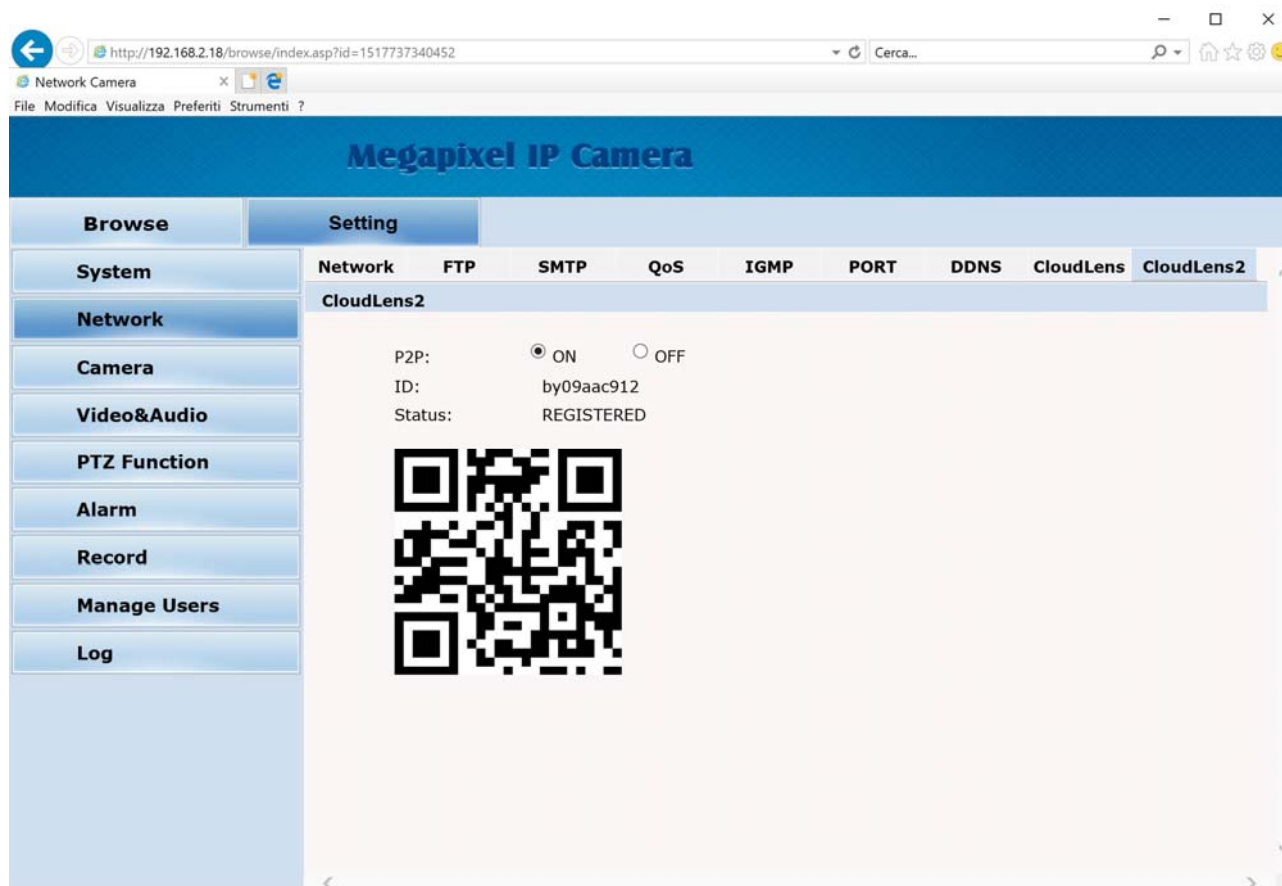 http://192.168.2.18/browse/index.asp?id=1517737340452
Cerca...
Network Camera
File Modifica Visualizza Preferiti Strumenti ?
Megapixel IP Camera
Browse Setting
System
Network
Camera
Video&Audio
PTZ Function
Alarm
Record
Manage Users
Log
Network FTP SMTP QoS IGMP PORT DDNS CloudLens CloudLens2
CloudLens2
P2P: ON OFF
ID: by09aac912
Status: REGISTERED